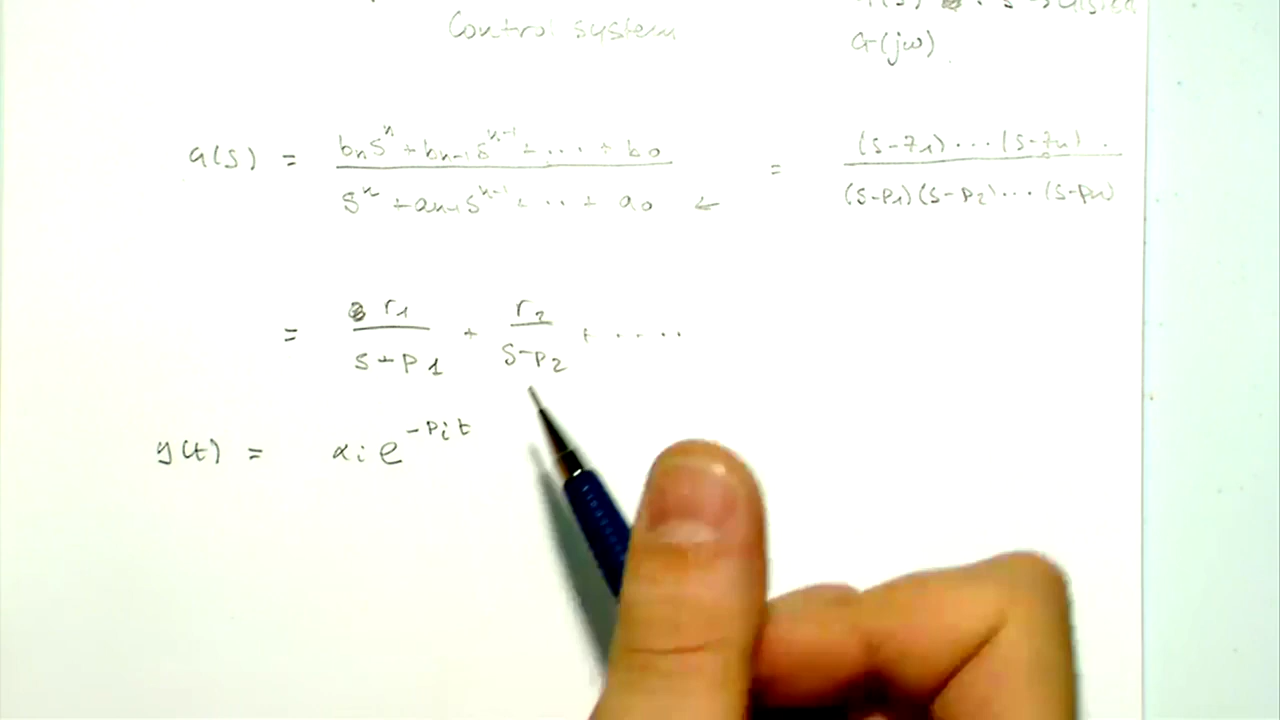 Control system
G(jω)
G(s) = bₙsⁿ + bₙ₋₁sⁿ⁻¹ + ... + b₀ / sⁿ + aₙ₋₁sⁿ⁻¹ + ... + a₀ ← = (s-z₁)...(s-zₙ) / (s-p₁)(s-p₂)...(s-pₙ)
= r₁ / s-p₁ + r₂ / s-p₂ + .....
y(t) = αᵢ e^(-pᵢt)